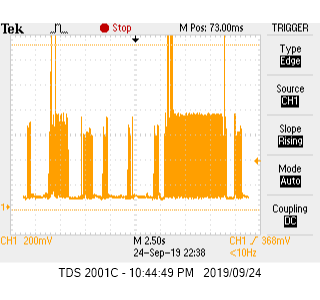 Tek Stop M Pos: 73.00ms TRIGGER
Type
Edge
Source
CH1
Slope
Rising
Mode
Auto
Coupling
DC
1
CH1 200mV M 2.50s CH1 / 368mV
24-Sep-19 22:38 <10Hz
TDS 2001C - 10:44:49 PM 2019/09/24